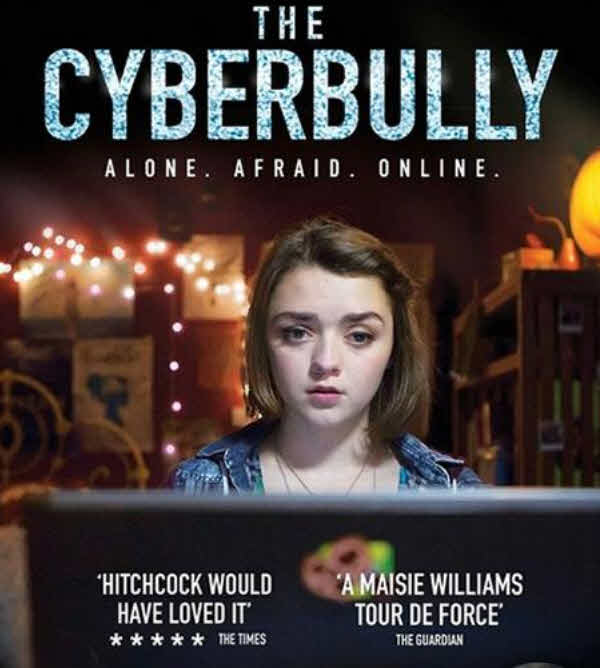 THE
CYBERBULLY
ALONE. AFRAID. ONLINE.
'HITCHCOCK WOULD
HAVE LOVED IT'
★★★★★ THE TIMES
'A MAISIE WILLIAMS
TOUR DE FORCE'
THE GUARDIAN